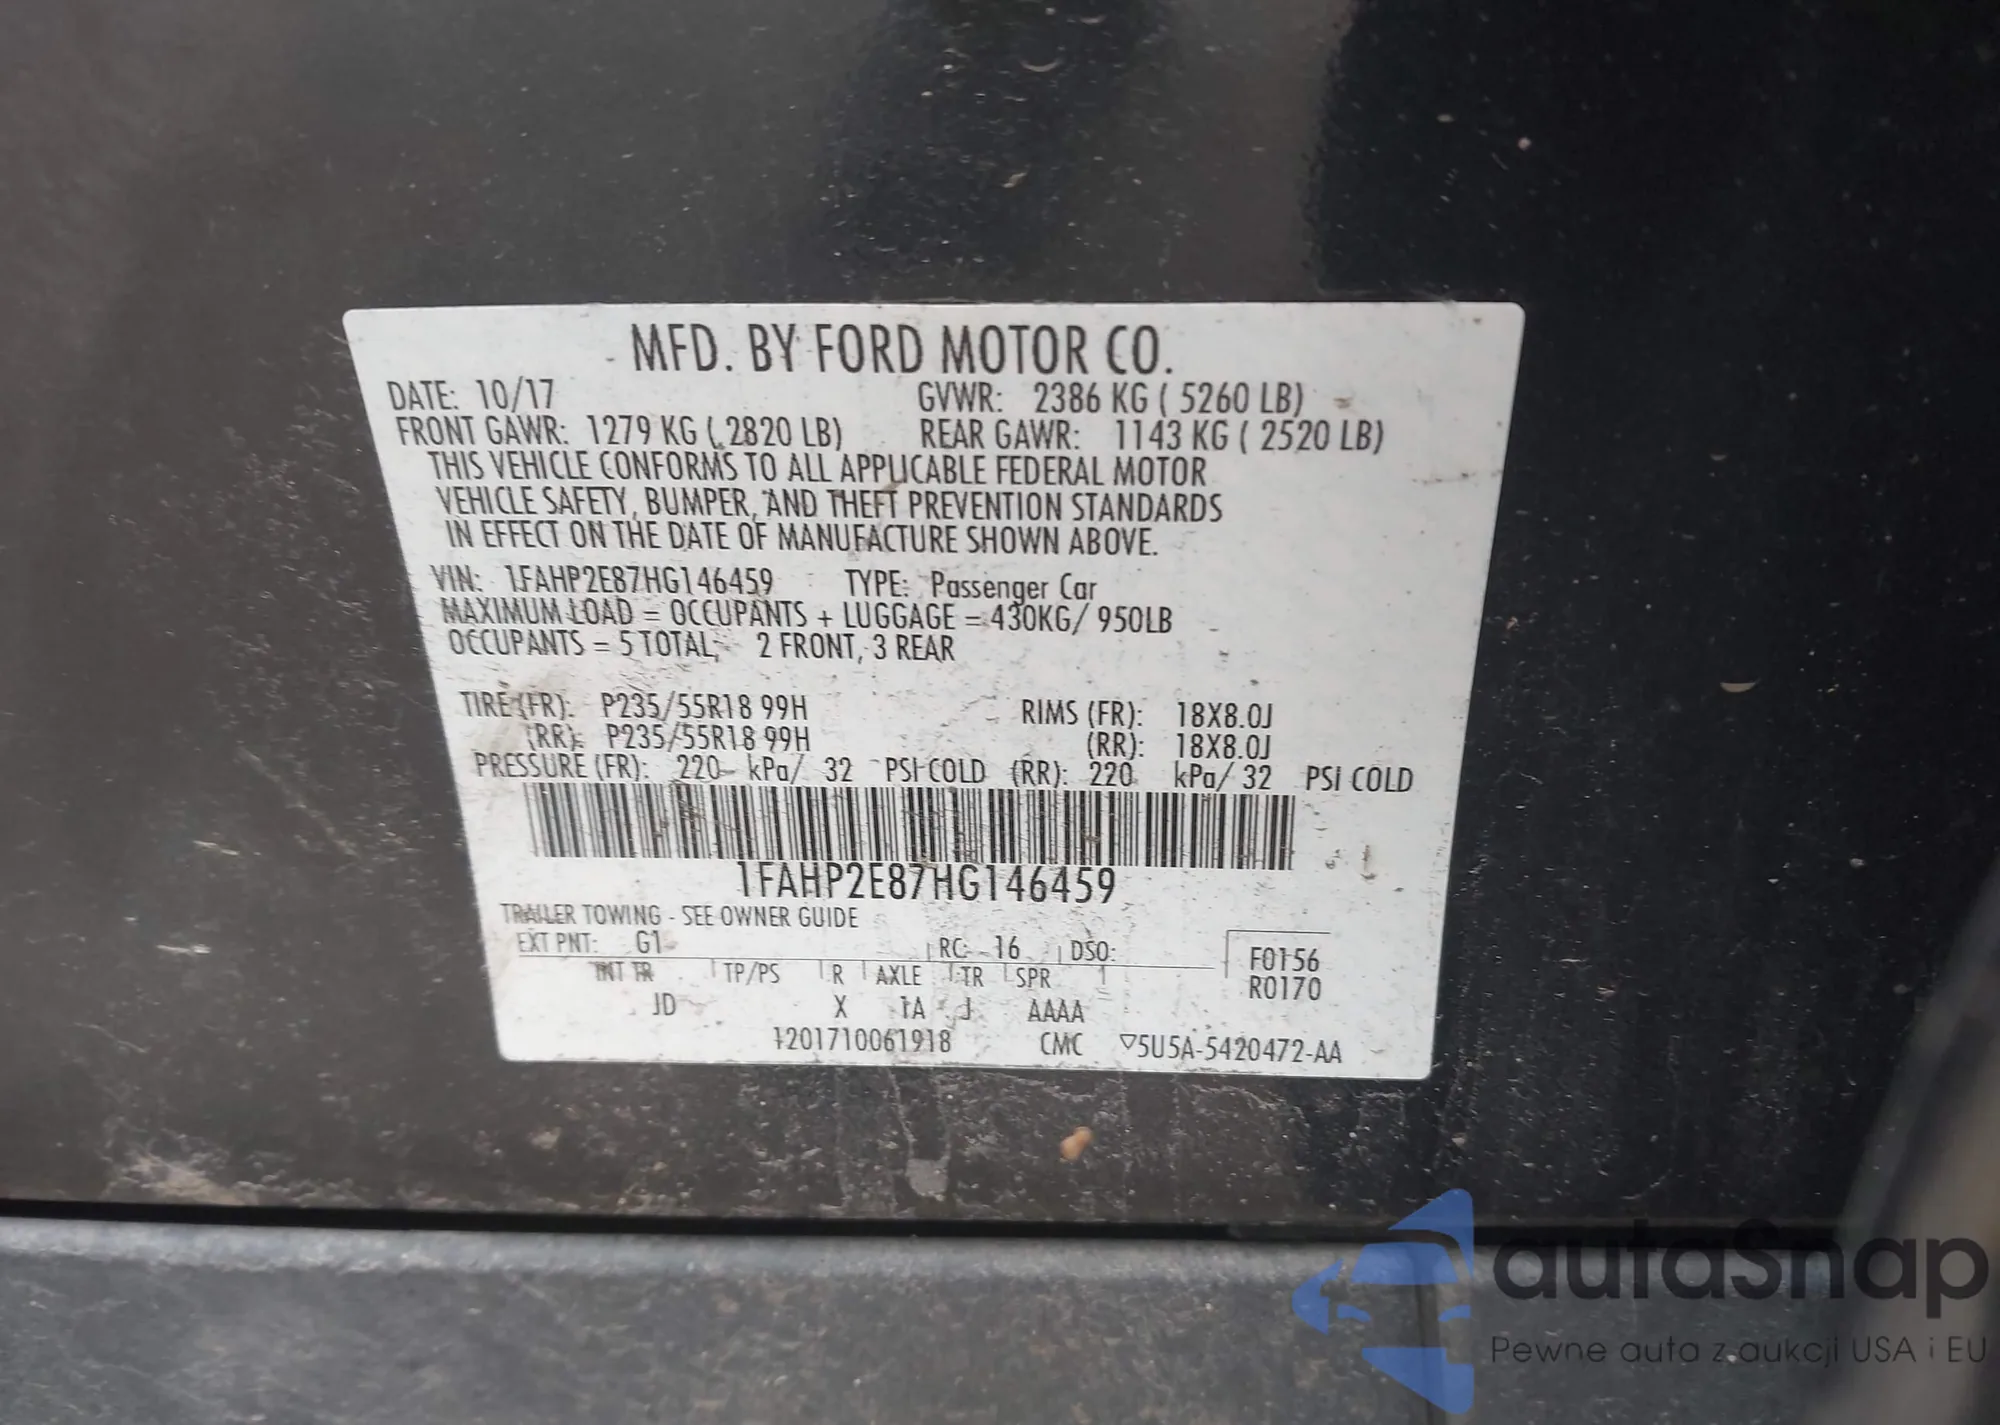 MFD. BY FORD MOTOR CO.
DATE: 10/17 GVWR: 2386 KG ( 5260 LB)
FRONT GAWR: 1279 KG ( 2820 LB) REAR GAWR: 1143 KG ( 2520 LB)
THIS VEHICLE CONFORMS TO ALL APPLICABLE FEDERAL MOTOR
VEHICLE SAFETY, BUMPER, AND THEFT PREVENTION STANDARDS
IN EFFECT ON THE DATE OF MANUFACTURE SHOWN ABOVE.
VIN: 1FAHP2E87HG146459 TYPE: Passenger Car
MAXIMUM LOAD = OCCUPANTS + LUGGAGE = 430KG/ 950LB
OCCUPANTS = 5 TOTAL, 2 FRONT, 3 REAR
TIRE (FR): P235/55R18 99H RIMS (FR): 18X8.0J
(RR): P235/55R18 99H (RR): 18X8.0J
PRESSURE (FR): 220 kPa/ 32 PSI COLD (RR): 220 kPa/ 32 PSI COLD
1FAHP2E87HG146459
TRAILER TOWING - SEE OWNER GUIDE
EXT PNT: G1 RC: 16 DSO: F0156
INT TR TP/PS R AXLE TR SPR R0170
JD X 1A J AAAA
1201710061918 CMC ▽5U5A-5420472-AA
autaSnap
Pewne auta z aukcji USA i EU